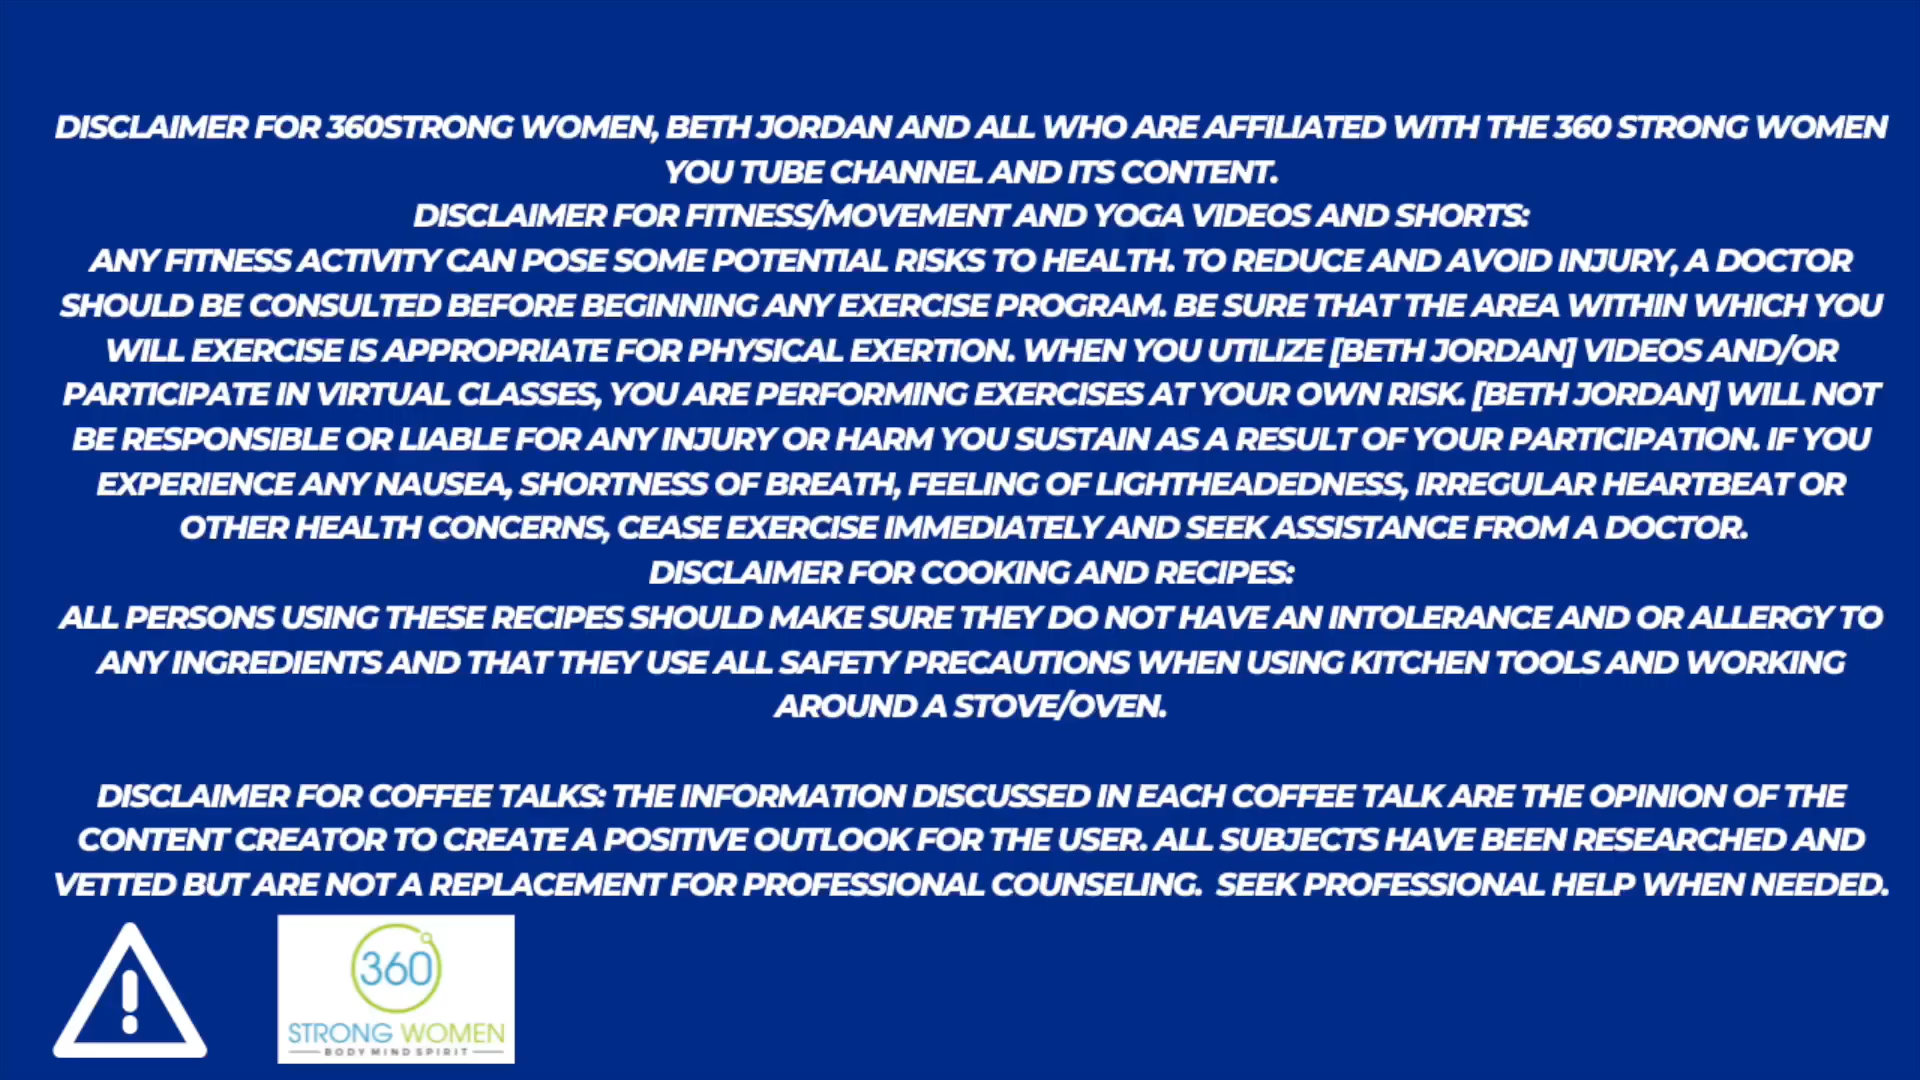 DISCLAIMER FOR 360STRONG WOMEN, BETH JORDAN AND ALL WHO ARE AFFILIATED WITH THE 360 STRONG WOMEN
YOU TUBE CHANNEL AND ITS CONTENT.
DISCLAIMER FOR FITNESS/MOVEMENT AND YOGA VIDEOS AND SHORTS:
ANY FITNESS ACTIVITY CAN POSE SOME POTENTIAL RISKS TO HEALTH. TO REDUCE AND AVOID INJURY, A DOCTOR
SHOULD BE CONSULTED BEFORE BEGINNING ANY EXERCISE PROGRAM. BE SURE THAT THE AREA WITHIN WHICH YOU
WILL EXERCISE IS APPROPRIATE FOR PHYSICAL EXERTION. WHEN YOU UTILIZE [BETH JORDAN] VIDEOS AND/OR
PARTICIPATE IN VIRTUAL CLASSES, YOU ARE PERFORMING EXERCISES AT YOUR OWN RISK. [BETH JORDAN] WILL NOT
BE RESPONSIBLE OR LIABLE FOR ANY INJURY OR HARM YOU SUSTAIN AS A RESULT OF YOUR PARTICIPATION. IF YOU
EXPERIENCE ANY NAUSEA, SHORTNESS OF BREATH, FEELING OF LIGHTHEADEDNESS, IRREGULAR HEARTBEAT OR
OTHER HEALTH CONCERNS, CEASE EXERCISE IMMEDIATELY AND SEEK ASSISTANCE FROM A DOCTOR.
DISCLAIMER FOR COOKING AND RECIPES:
ALL PERSONS USING THESE RECIPES SHOULD MAKE SURE THEY DO NOT HAVE AN INTOLERANCE AND OR ALLERGY TO
ANY INGREDIENTS AND THAT THEY USE ALL SAFETY PRECAUTIONS WHEN USING KITCHEN TOOLS AND WORKING
AROUND A STOVE/OVEN.
DISCLAIMER FOR COFFEE TALKS: THE INFORMATION DISCUSSED IN EACH COFFEE TALK ARE THE OPINION OF THE
CONTENT CREATOR TO CREATE A POSITIVE OUTLOOK FOR THE USER. ALL SUBJECTS HAVE BEEN RESEARCHED AND
VETTED BUT ARE NOT A REPLACEMENT FOR PROFESSIONAL COUNSELING. SEEK PROFESSIONAL HELP WHEN NEEDED.
360
STRONG WOMEN
BODY MIND SPIRIT